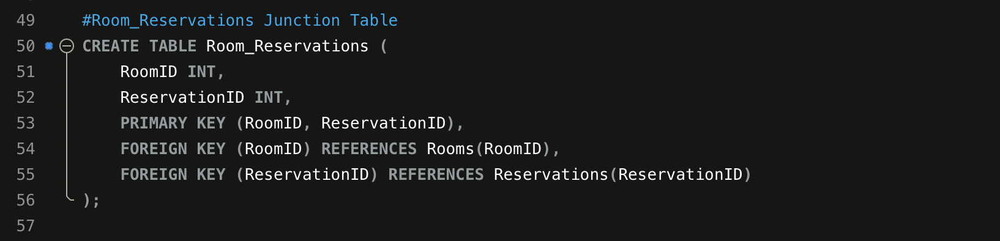 49 #Room_Reservations Junction Table
50 CREATE TABLE Room_Reservations (
51 RoomID INT,
52 ReservationID INT,
53 PRIMARY KEY (RoomID, ReservationID),
54 FOREIGN KEY (RoomID) REFERENCES Rooms(RoomID),
55 FOREIGN KEY (ReservationID) REFERENCES Reservations(ReservationID)
56 );
57